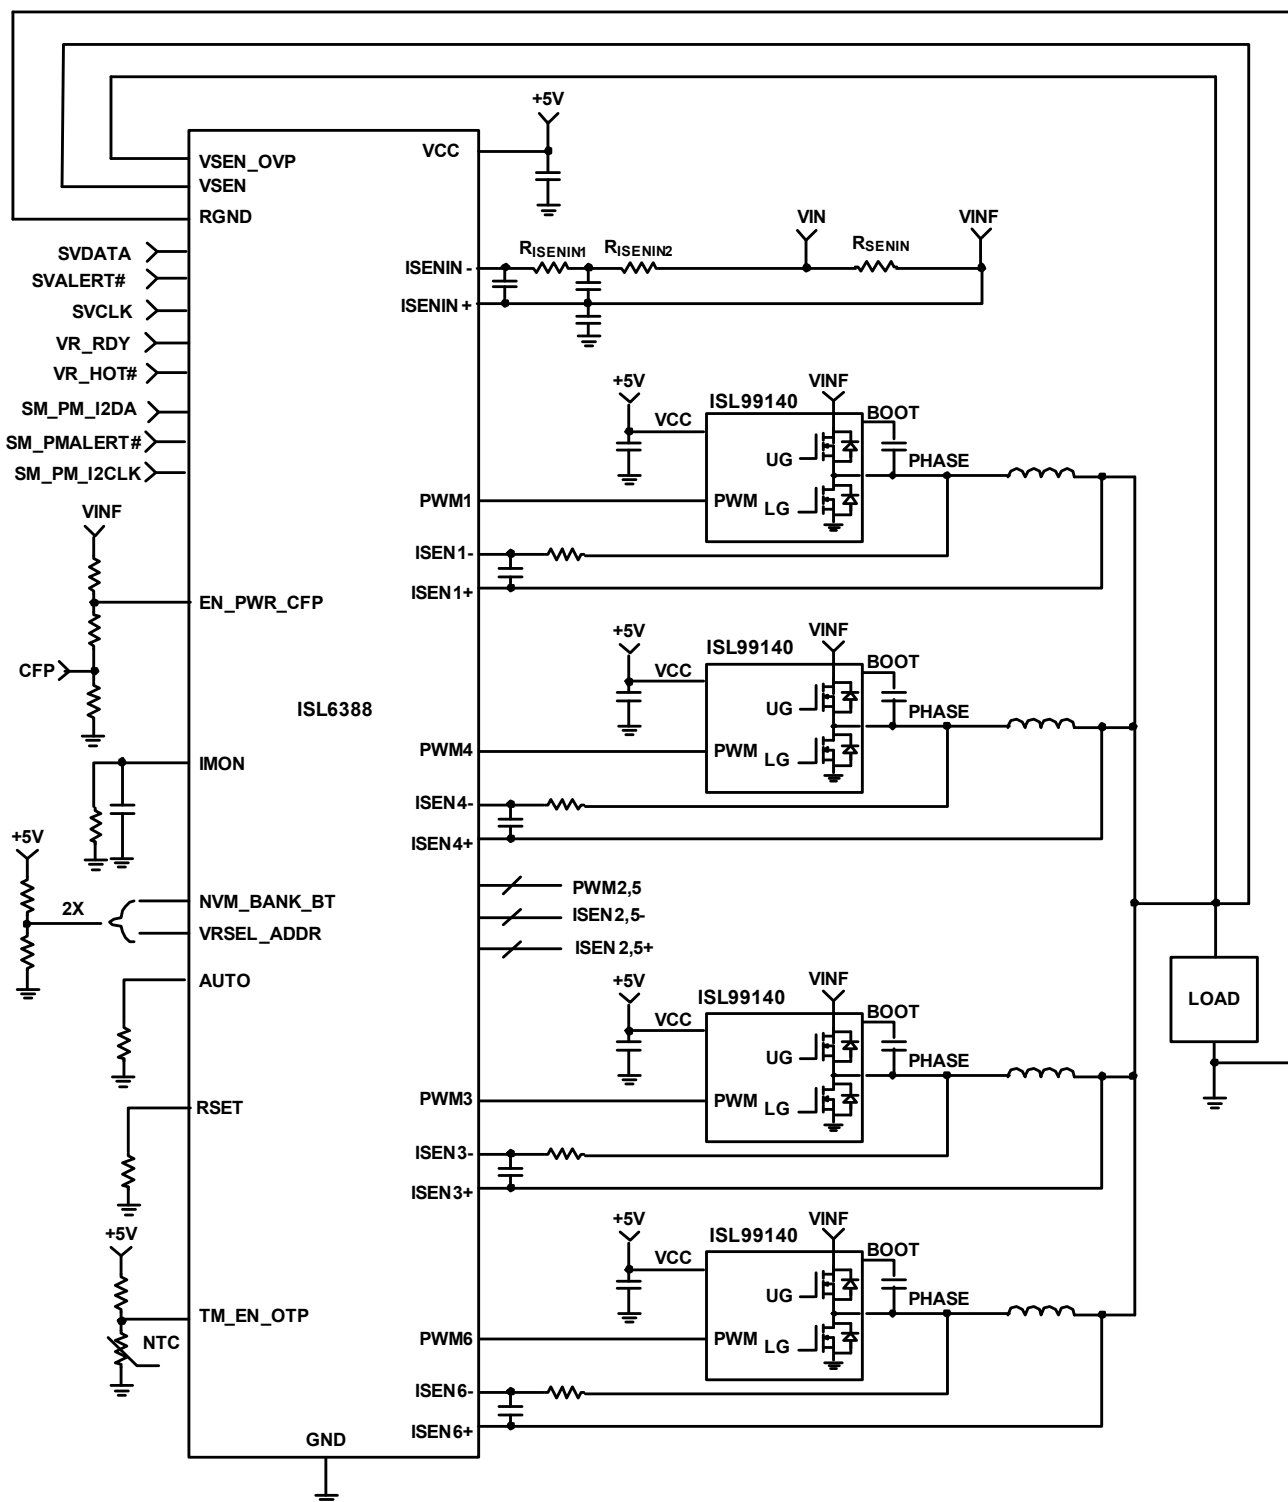 +5V
VSEN_OVP
VCC
VSEN
RGND
VIN
VINF
SVDATA
RISENIN1
RISENIN2
RSENIN
ISENIN -
SVALERT#
ISENIN +
SVCLK
VR_RDY
VR_HOT#
+5V
VINF
SM_PM_I2DA
ISL99140
BOOT
VCC
SM_PMALERT#
UG
PHASE
SM_PM_I2CLK
PWM1
PWM
LG
VINF
ISEN1-
ISEN1+
EN_PWR_CFP
+5V
VINF
ISL99140
BOOT
CFP
VCC
ISL6388
UG
PHASE
PWM4
PWM
LG
IMON
ISEN4-
+5V
ISEN4+
PWM2,5
NVM_BANK_BT
2X
ISEN2,5-
VRSEL_ADDR
ISEN2,5+
AUTO
+5V
VINF
ISL99140
LOAD
BOOT
VCC
UG
PHASE
RSET
PWM3
PWM
LG
ISEN3-
ISEN3+
+5V
+5V
VINF
ISL99140
BOOT
VCC
UG
PHASE
TM_EN_OTP
NTC
PWM6
PWM
LG
ISEN6-
ISEN6+
GND